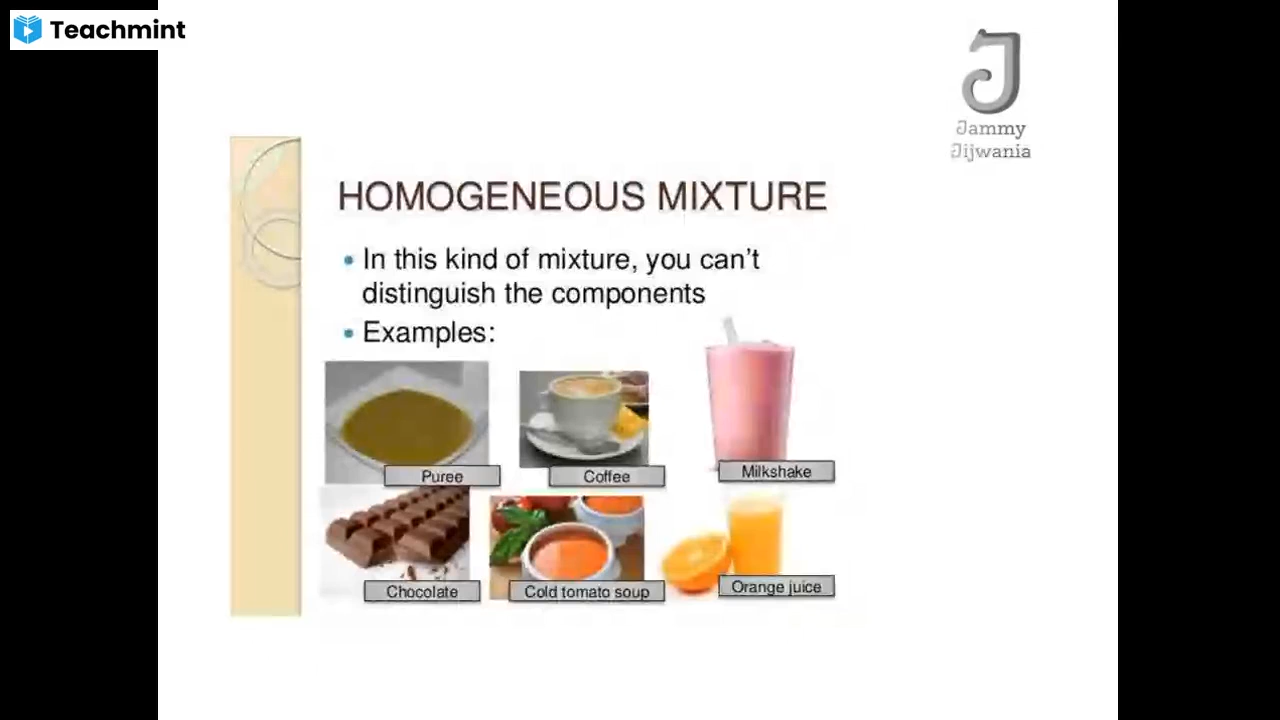 Teachmint
Jammy
Jijwania
HOMOGENEOUS MIXTURE
• In this kind of mixture, you can't
distinguish the components
• Examples:
Puree
Coffee
Milkshake
Chocolate
Cold tomato soup
Orange juice